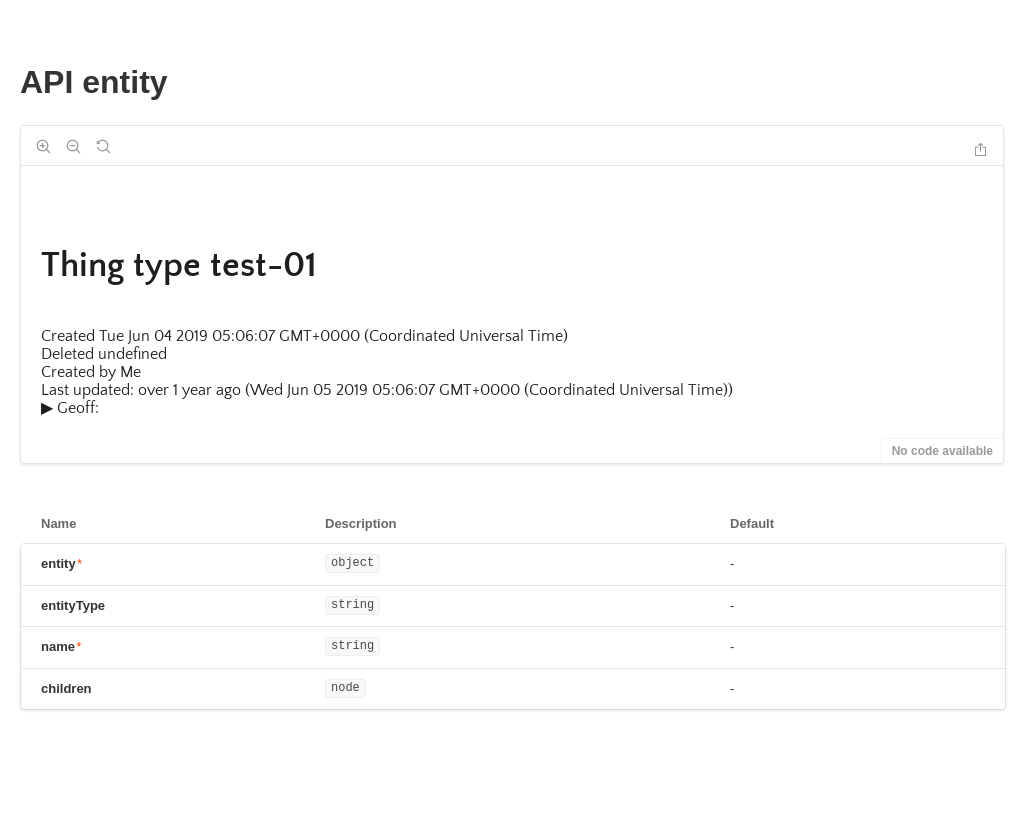 API entity
Thing type test-01
Created Tue Jun 04 2019 05:06:07 GMT+0000 (Coordinated Universal Time)
Deleted undefined
Created by Me
Last updated: over 1 year ago (Wed Jun 05 2019 05:06:07 GMT+0000 (Coordinated Universal Time))
▶ Geoff:
No code available
Name Description Default
entity* object -
entityType string -
name* string -
children node -